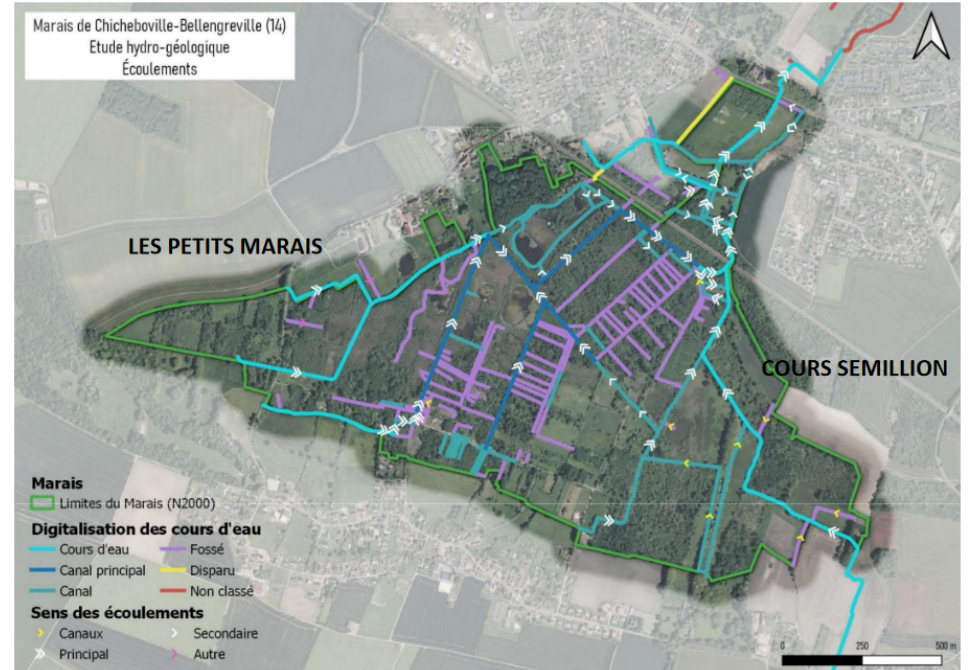 Marais de Chicheboville-Bellengreville (14)
Etude hydro-géologique
Écoulements
LES PETITS MARAIS
COURS SEMILLION
Marais
Limites du Marais (N2000)
Digitalisation des cours d'eau
Cours d'eau
Fossé
Canal principal
Disparu
Canal
Non classé
Sens des écoulements
Canaux
Secondaire
Principal
Autre
0 250 500 m